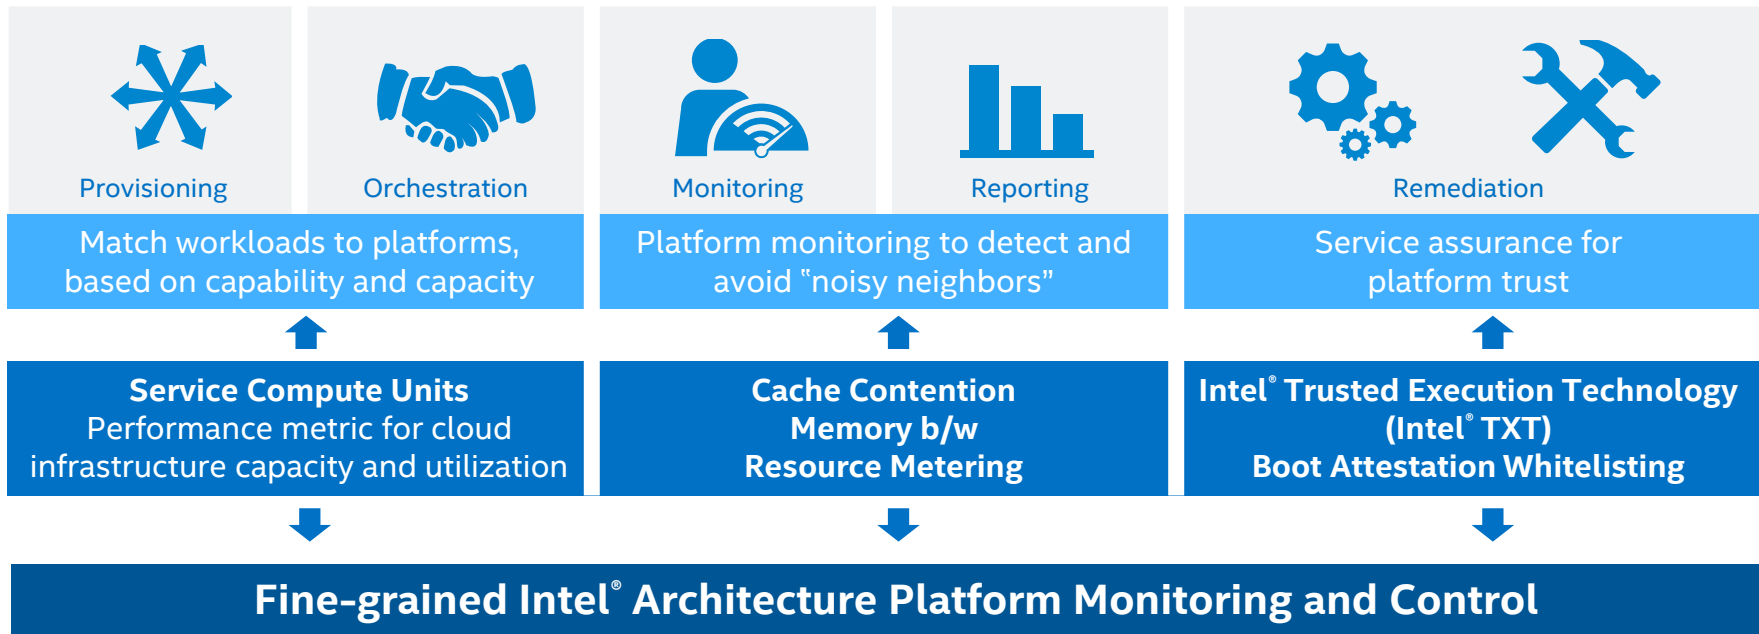 Provisioning
Orchestration
Monitoring
Reporting
Remediation
Match workloads to platforms,
based on capability and capacity
Platform monitoring to detect and
avoid “noisy neighbors”
Service assurance for
platform trust
Service Compute Units
Performance metric for cloud
infrastructure capacity and utilization
Cache Contention
Memory b/w
Resource Metering
Intel® Trusted Execution Technology
(Intel® TXT)
Boot Attestation Whitelisting
Fine-grained Intel® Architecture Platform Monitoring and Control